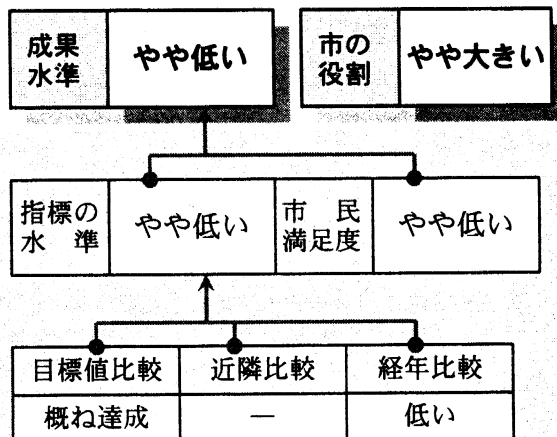 成果
水準
やや低い
市の
役割
やや大きい
指標の
水 準
やや低い
市 民
満足度
やや低い
目標値比較
近隣比較
経年比較
概ね達成
―
低い